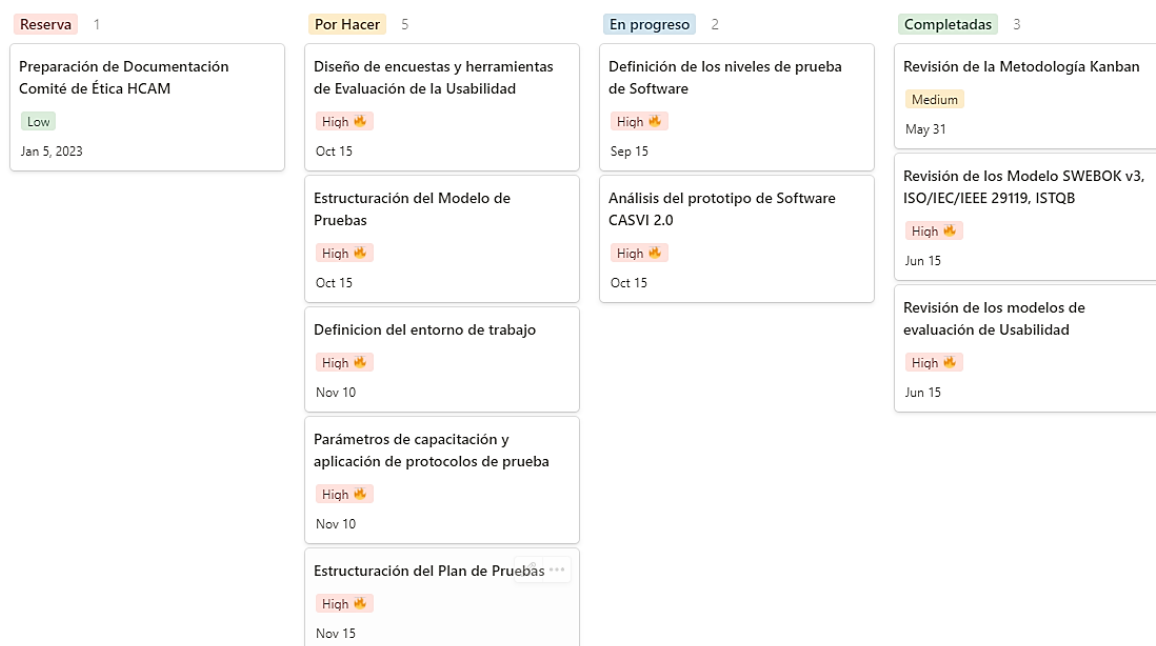 Reserva 1
Preparación de Documentación
Comité de Ética HCAM
Low
Jan 5, 2023
Por Hacer 5
Diseño de encuestas y herramientas
de Evaluación de la Usabilidad
High 🔥
Oct 15
Estructuración del Modelo de
Pruebas
High 🔥
Oct 15
Definicion del entorno de trabajo
High 🔥
Nov 10
Parámetros de capacitación y
aplicación de protocolos de prueba
High 🔥
Nov 10
Estructuración del Plan de Pruebas
High 🔥
Nov 15
En progreso 2
Definición de los niveles de prueba
de Software
High 🔥
Sep 15
Análisis del prototipo de Software
CASVI 2.0
High 🔥
Oct 15
Completadas 3
Revisión de la Metodología Kanban
Medium
May 31
Revisión de los Modelo SWEBOK v3,
ISO/IEC/IEEE 29119, ISTQB
High 🔥
Jun 15
Revisión de los modelos de
evaluación de Usabilidad
High 🔥
Jun 15